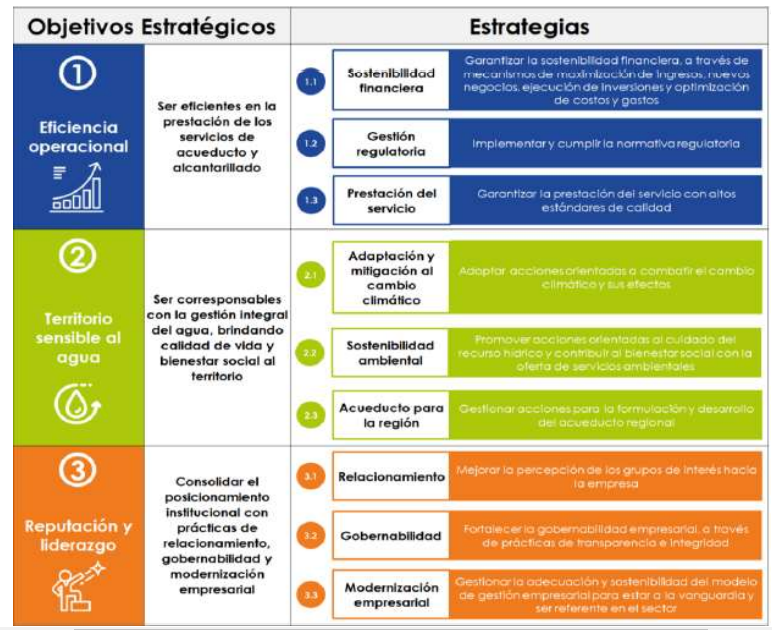 Objetivos Estratégicos
Estrategias
1
Eficiencia
operacional
Ser eficientes en la
prestación de los
servicios de
acueducto y
alcantarillado
1.1
Sostenibilidad
financiera
Garantizar la sostenibilidad financiera, a través de
mecanismos de maximización de ingresos, nuevos
negocios, ejecución de inversiones y optimización
de costos y gastos
1.2
Gestión
regulatoria
Implementar y cumplir la normativa regulatoria
1.3
Prestación del
servicio
Garantizar la prestación del servicio con altos
estándares de calidad
2
Territorio
sensible al
agua
Ser corresponsables
con la gestión integral
del agua, brindando
calidad de vida y
bienestar social al
territorio
2.1
Adaptación y
mitigación al
cambio
climático
Adoptar acciones orientadas a combatir el cambio
climático y sus efectos
2.2
Sostenibilidad
ambiental
Promover acciones orientadas al cuidado del
recurso hídrico y contribuir al bienestar social con la
oferta de servicios ambientales
2.3
Acueducto para
la región
Gestionar acciones para la formulación y desarrollo
del acueducto regional
3
Reputación y
liderazgo
Consolidar el
posicionamiento
institucional con
prácticas de
relacionamiento,
gobernabilidad y
modernización
empresarial
3.1
Relacionamiento
Mejorar la percepción de los grupos de interés hacia
la empresa
3.2
Gobernabilidad
Fortalecer la gobernabilidad empresarial, a través
de prácticas de transparencia e integridad
3.3
Modernización
empresarial
Gestionar la adecuación y sostenibilidad del modelo
de gestión empresarial para estar a la vanguardia y
ser referente en el sector